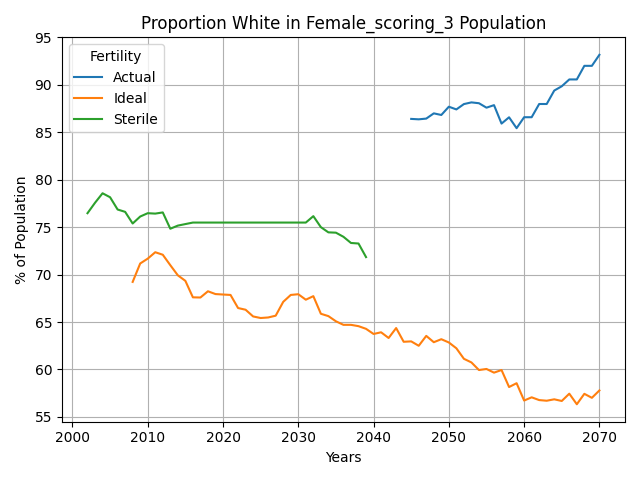 Proportion White in Female_scoring_3 Population
Fertility
Actual
Ideal
Sterile
% of Population
95
90
85
80
75
70
65
60
55
2000 2010 2020 2030 2040 2050 2060 2070
Years